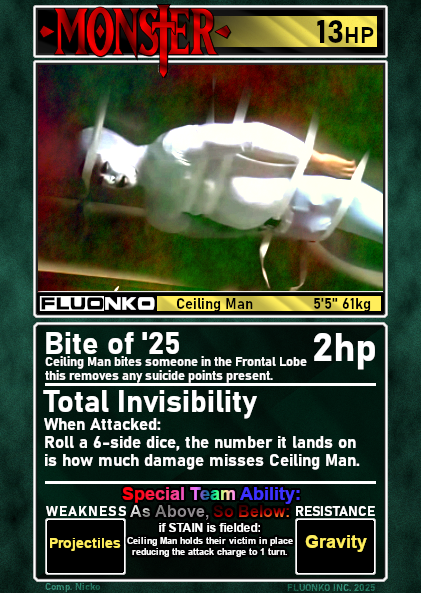 MONSTER
13HP
FLUONKO Ceiling Man 5'5" 61kg
Bite of '25
2hp
Ceiling Man bites someone in the Frontal Lobe
this removes any suicide points present.
Total Invisibility
When Attacked:
Roll a 6-side dice, the number it lands on
is how much damage misses Ceiling Man.
Special Team Ability:
WEAKNESS As Above, So Below: RESISTANCE
if STAIN is fielded:
Projectiles
Ceiling Man holds their victim in place
reducing the attack charge to 1 turn.
Gravity
Comp. Nicko
FLUONKO INC. 2025